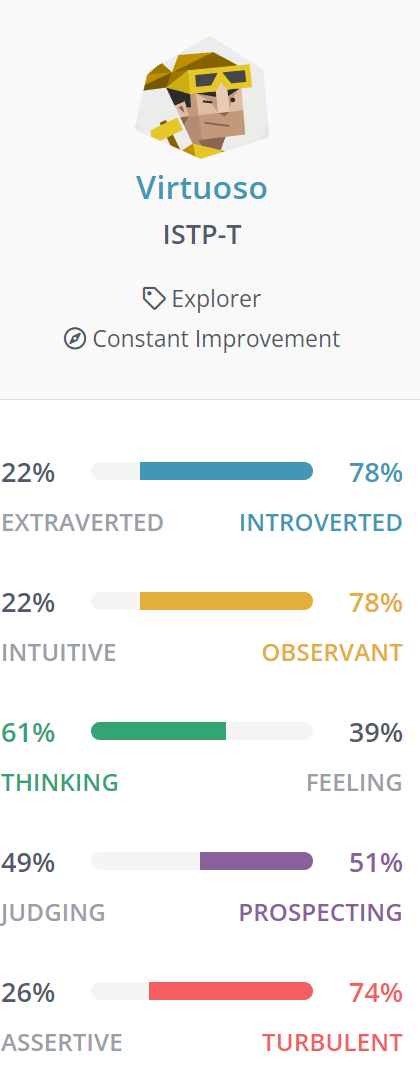 Virtuoso
ISTP-T
Explorer
Constant Improvement
22% 78%
EXTRAVERTED INTROVERTED
22% 78%
INTUITIVE OBSERVANT
61% 39%
THINKING FEELING
49% 51%
JUDGING PROSPECTING
26% 74%
ASSERTIVE TURBULENT